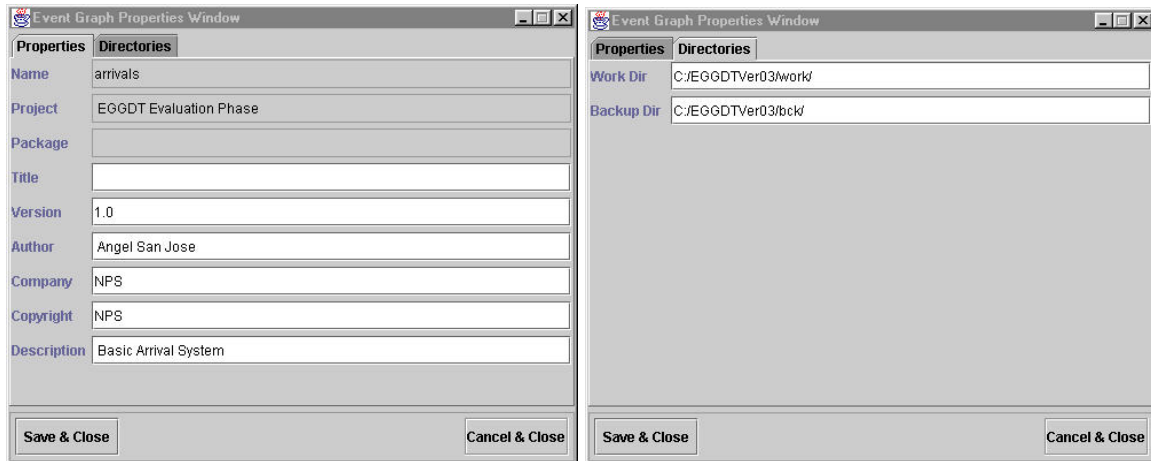 Event Graph Properties Window
Properties Directories
Name arrivals
Project EGGDT Evaluation Phase
Package
Title
Version 1.0
Author Angel San Jose
Company NPS
Copyright NPS
Description Basic Arrival System
Save & Close Cancel & Close
Event Graph Properties Window
Properties Directories
Work Dir C:/EGGDTVer03/work/
Backup Dir C:/EGGDTVer03/bck/
Save & Close Cancel & Close